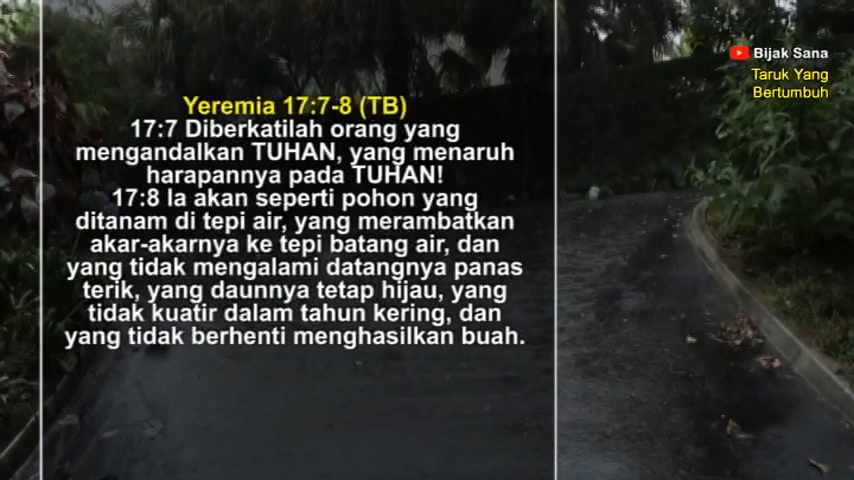 Yeremia 17:7-8 (TB)
17:7 Diberkatilah orang yang
mengandalkan TUHAN, yang menaruh
harapannya pada TUHAN!
17:8 Ia akan seperti pohon yang
ditanam di tepi air, yang merambatkan
akar-akarnya ke tepi batang air, dan
yang tidak mengalami datangnya panas
terik, yang daunnya tetap hijau, yang
tidak kuatir dalam tahun kering, dan
yang tidak berhenti menghasilkan buah.
Bijak Sana
Taruk Yang
Bertumbuh